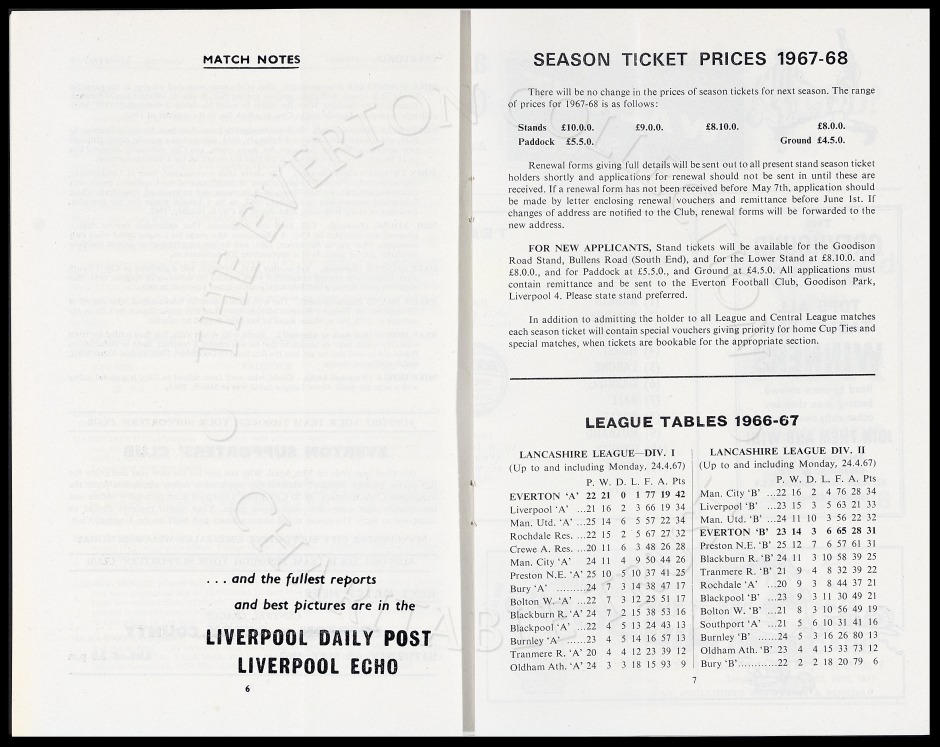 MATCH NOTES
. . . and the fullest reports
and best pictures are in the
LIVERPOOL DAILY POST
LIVERPOOL ECHO
6
SEASON TICKET PRICES 1967-68
There will be no change in the prices of season tickets for next season. The range
of prices for 1967-68 is as follows:
Stands £10.0.0. £9.0.0. £8.10.0. £8.0.0.
Paddock £5.5.0. Ground £4.5.0.
Renewal forms giving full details will be sent out to all present stand season ticket
holders shortly and applications for renewal should not be sent in until these are
received. If a renewal form has not been received before May 7th, application should
be made by letter enclosing renewal vouchers and remittance before June 1st. If
changes of address are notified to the Club, renewal forms will be forwarded to the
new address.
FOR NEW APPLICANTS, Stand tickets will be available for the Goodison
Road Stand, Bullens Road (South End), and for the Lower Stand at £8.10.0. and
£8.0.0., and for Paddock at £5.5.0., and Ground at £4.5.0. All applications must
contain remittance and be sent to the Everton Football Club, Goodison Park,
Liverpool 4. Please state stand preferred.
In addition to admitting the holder to all League and Central League matches
each season ticket will contain special vouchers giving priority for home Cup Ties and
special matches, when tickets are bookable for the appropriate section.
LEAGUE TABLES 1966-67
LANCASHIRE LEAGUE—DIV. I
(Up to and including Monday, 24.4.67)
P. W. D. L. F. A. Pts
EVERTON 'A' 22 21 0 1 77 19 42
Liverpool 'A' ...21 16 2 3 66 19 34
Man. Utd. 'A' ...25 14 6 5 57 22 34
Rochdale Res. ...22 15 2 5 67 27 32
Crewe A. Res. ...20 11 6 3 48 26 28
Man. City 'A' 24 11 4 9 50 44 26
Preston N.E. 'A' 25 10 5 10 37 41 25
Bury 'A' .........24 7 3 14 38 47 17
Bolton W. 'A' ...22 7 3 12 25 51 17
Blackburn R. 'A' 24 7 2 15 38 53 16
Blackpool 'A' ...22 4 5 13 24 43 13
Burnley 'A' ......23 4 5 14 16 57 13
Tranmere R. 'A' 20 4 4 12 23 39 12
Oldham Ath. 'A' 24 3 3 18 15 93 9
LANCASHIRE LEAGUE DIV. II
(Up to and including Monday, 24.4.67)
P. W. D. L. F. A. Pts
Man. City 'B' ...22 16 2 4 76 28 34
Liverpool 'B' ...23 15 3 5 63 21 33
Man. Utd. 'B' ...24 11 10 3 56 22 32
EVERTON 'B' 23 14 3 6 65 28 31
Preston N.E. 'B' 25 12 7 6 57 61 31
Blackburn R. 'B' 24 11 3 10 58 39 25
Tranmere R. 'B' 21 9 4 8 32 39 22
Rochdale 'A' ...20 9 3 8 44 37 21
Blackpool 'B' ...23 9 3 11 30 49 21
Bolton W. 'B' ...21 8 3 10 56 49 19
Southport 'A' ...21 5 6 10 31 41 16
Burnley 'B' ......24 5 3 16 26 80 13
Oldham Ath. 'B' 23 4 4 15 33 73 12
Bury 'B'............22 2 2 18 20 79 6
7